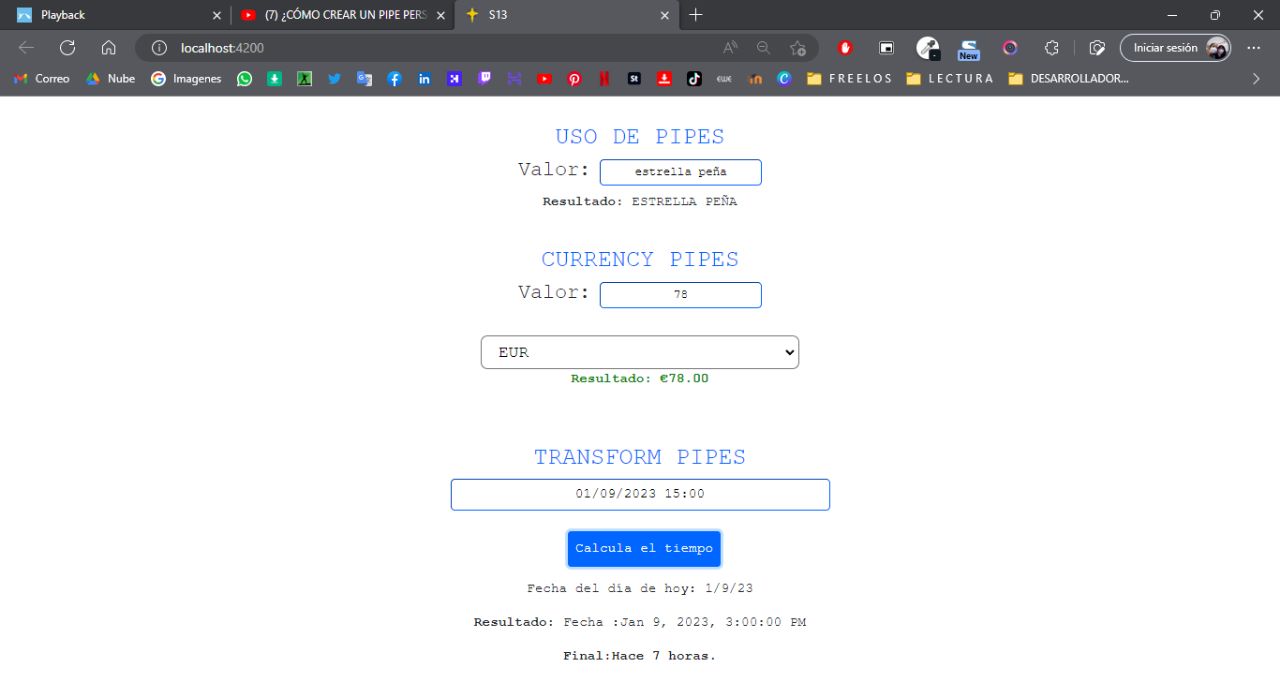 Playback
(7) ¿CÓMO CREAR UN PIPE PERS
S13
localhost:4200
Iniciar sesión
New
Correo
Nube
Imagenes
FREELOS
LECTURA
DESARROLLADOR...
USO DE PIPES
Valor: estrella peña
Resultado: ESTRELLA PEÑA
CURRENCY PIPES
Valor: 78
EUR
Resultado: €78.00
TRANSFORM PIPES
01/09/2023 15:00
Calcula el tiempo
Fecha del dia de hoy: 1/9/23
Resultado: Fecha :Jan 9, 2023, 3:00:00 PM
Final:Hace 7 horas.